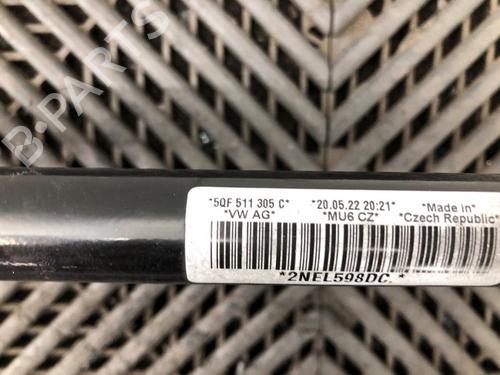 B-PARTS
*5QF 511 305 C* *20.05.22 20:21* *Made in*
*VW AG* *MU6 CZ* *Czech Republic*
*2NEL598DC.*